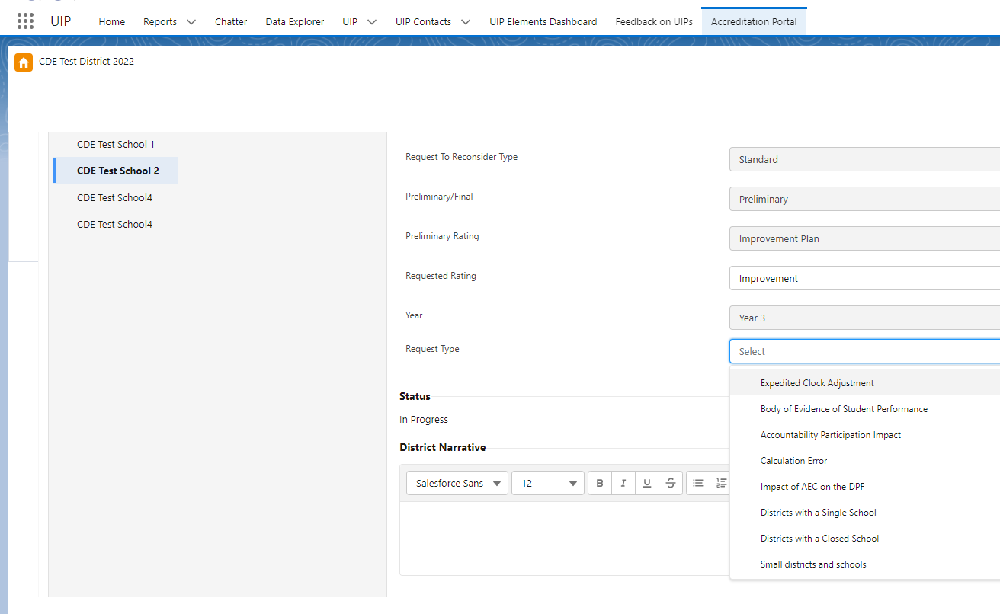 UIP Home Reports Chatter Data Explorer UIP UIP Contacts UIP Elements Dashboard Feedback on UIPs Accreditation Portal
CDE Test District 2022
CDE Test School 1
CDE Test School 2
CDE Test School4
CDE Test School4
Request To Reconsider Type Standard
Preliminary/Final Preliminary
Preliminary Rating Improvement Plan
Requested Rating Improvement
Year Year 3
Request Type Select
Expedited Clock Adjustment
Body of Evidence of Student Performance
Accountability Participation Impact
Calculation Error
Impact of AEC on the DPF
Districts with a Single School
Districts with a Closed School
Small districts and schools
Status
In Progress
District Narrative
Salesforce Sans 12 B I U S